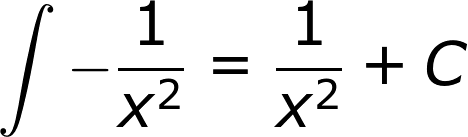 ∫ -1/x² = 1/x² + C